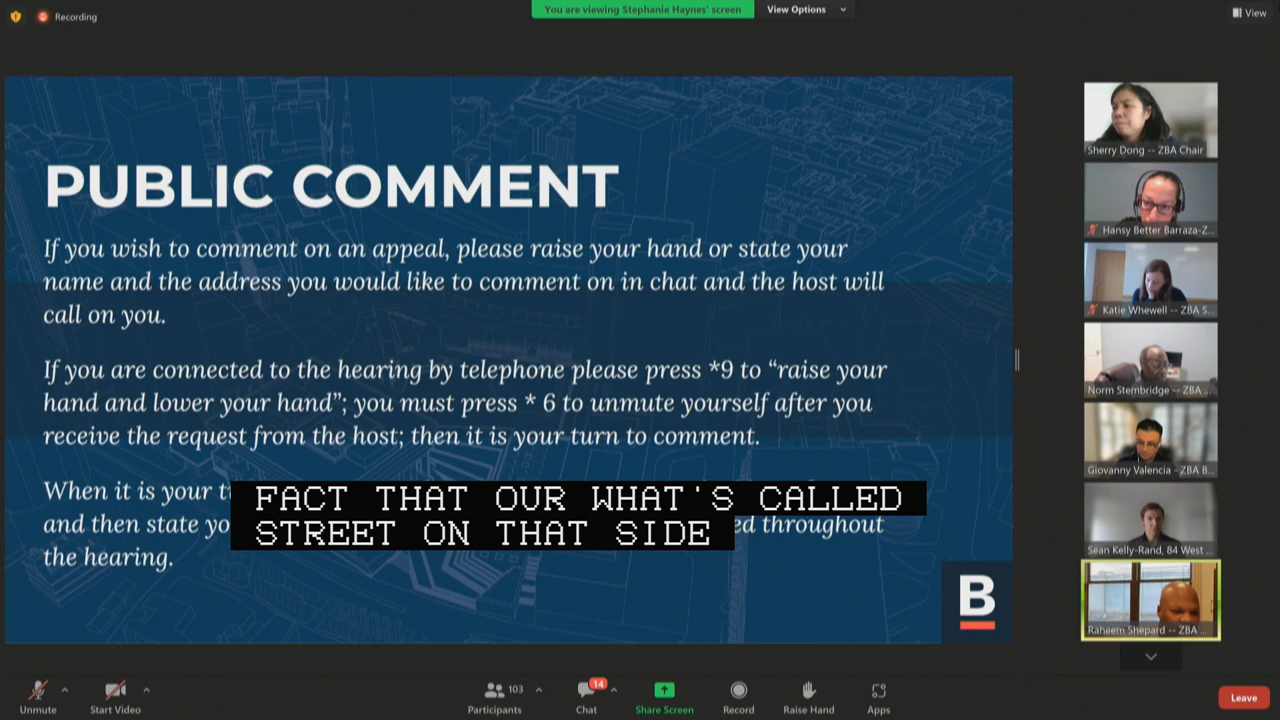 Recording
You are viewing Stephanie Haynes' screen
View Options
View
PUBLIC COMMENT
If you wish to comment on an appeal, please raise your hand or state your
name and the address you would like to comment on in chat and the host will
call on you.
If you are connected to the hearing by telephone please press *9 to “raise your
hand and lower your hand”; you must press * 6 to unmute yourself after you
receive the request from the host; then it is your turn to comment.
When it is your
and then state ed throughout
the hearing.
FACT THAT OUR WHAT'S CALLED
STREET ON THAT SIDE
B
Sherry Dong -- ZBA Chair
Hansy Better Barraza-Z...
Katie Whewell -- ZBA S...
Norm Stembridge -- ZBA ...
Giovanny Valencia - ZBA B...
Sean Kelly-Rand, 84 West ...
Raheem Shepard -- ZBA ...
Unmute
Start Video
Participants
103
Chat
14
Share Screen
Record
Raise Hand
Apps
Leave